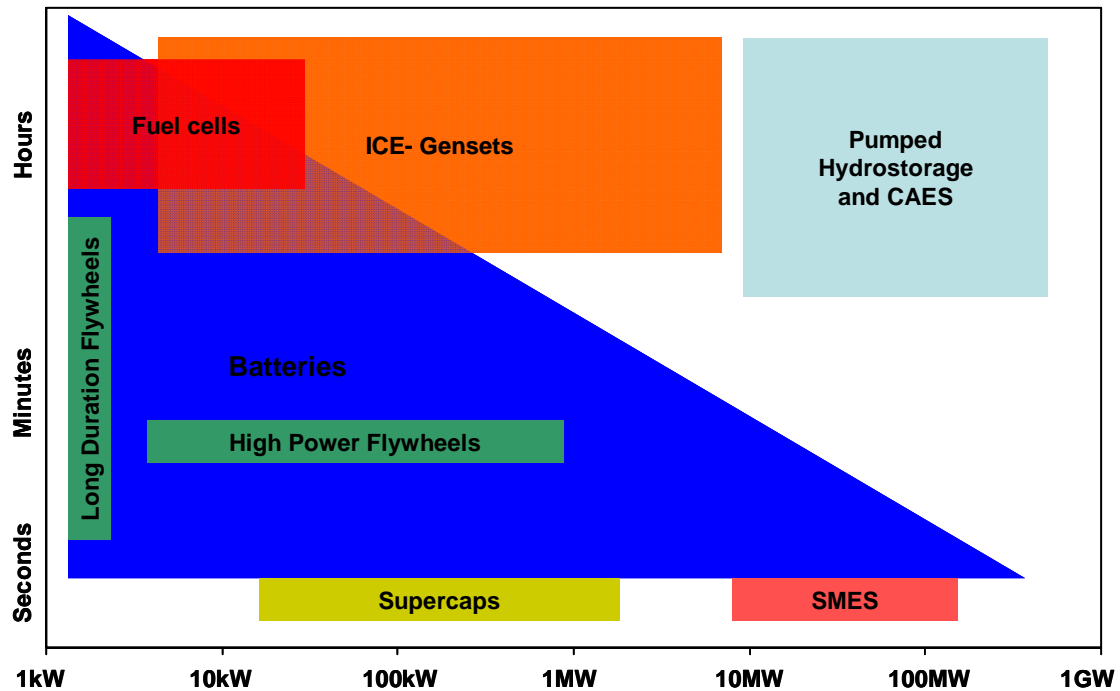 Hours
Minutes
Seconds
Fuel cells
ICE- Gensets
Pumped
Hydrostorage
and CAES
Long Duration Flywheels
Batteries
High Power Flywheels
Supercaps
SMES
1kW
10kW
100kW
1MW
10MW
100MW
1GW